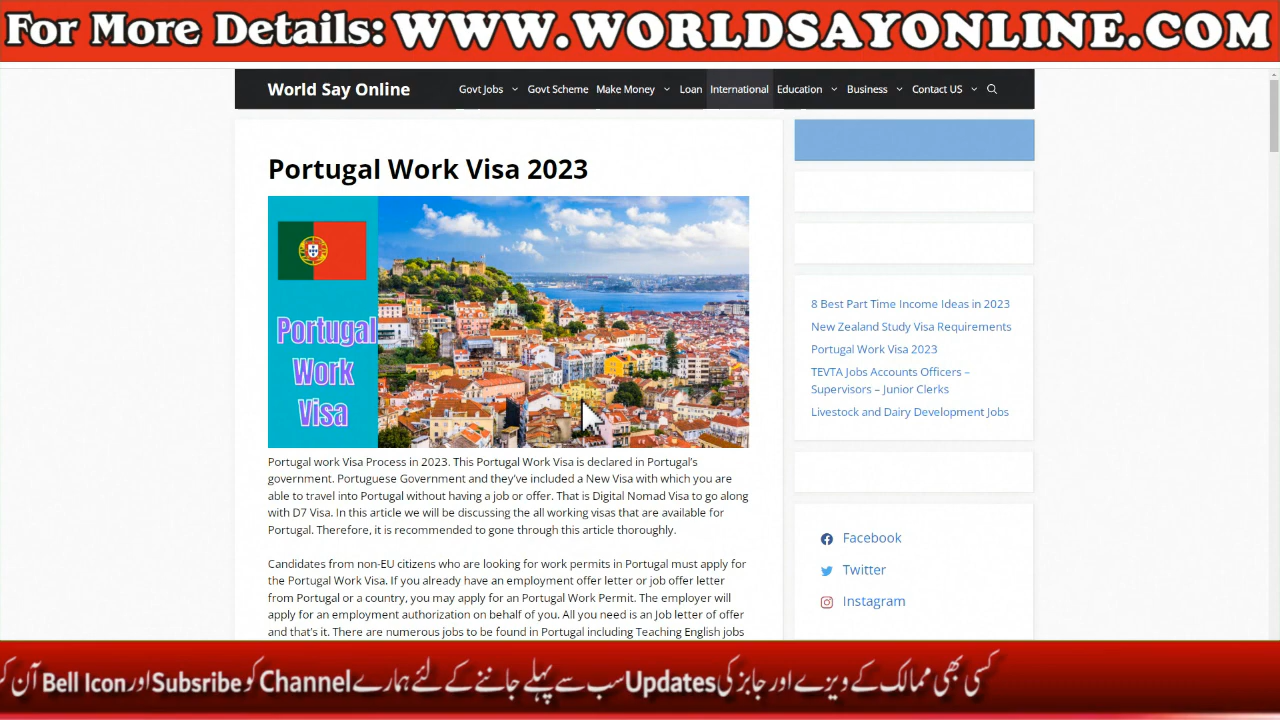 For More Details: WWW.WORLDSAYONLINE.COM
World Say Online
Govt Jobs Govt Scheme Make Money Loan International Education Business Contact US
Portugal Work Visa 2023
Portugal
Work
Visa
Portugal work Visa Process in 2023. This Portugal Work Visa is declared in Portugal's
government. Portuguese Government and they've included a New Visa with which you are
able to travel into Portugal without having a job or offer. That is Digital Nomad Visa to go along
with D7 Visa. In this article we will be discussing the all working visas that are available for
Portugal. Therefore, it is recommended to gone through this article thoroughly.
Candidates from non-EU citizens who are looking for work permits in Portugal must apply for
the Portugal Work Visa. If you already have an employment offer letter or job offer letter
from Portugal or a country, you may apply for an Portugal Work Permit. The employer will
apply for an employment authorization on behalf of you. All you need is an Job letter of offer
and that's it. There are numerous jobs to be found in Portugal including Teaching English jobs
8 Best Part Time Income Ideas in 2023
New Zealand Study Visa Requirements
Portugal Work Visa 2023
TEVTA Jobs Accounts Officers –
Supervisors – Junior Clerks
Livestock and Dairy Development Jobs
Facebook
Twitter
Instagram
کسی بھی ممالک کے ویزے اور جابز کی Updates سب سے پہلے جاننے کے لئے ہمارے Channel کو Subsribe اور Bell Icon آن